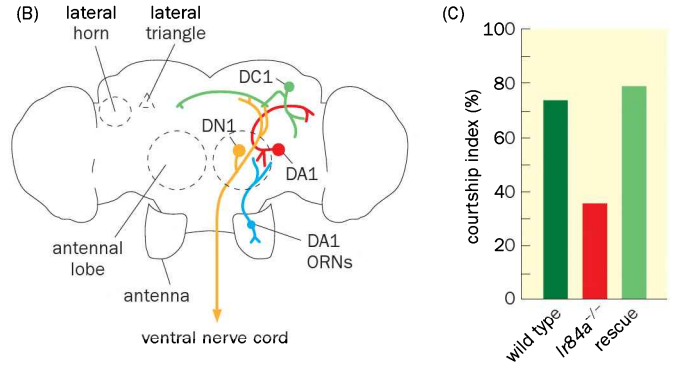 (B)
lateral
horn
lateral
triangle
DC1
DN1
DA1
DA1
ORNs
antennal
lobe
antenna
ventral nerve cord
(C)
courtship index (%)
100
80
60
40
20
0
wild type
Ir84a⁻/⁻
rescue